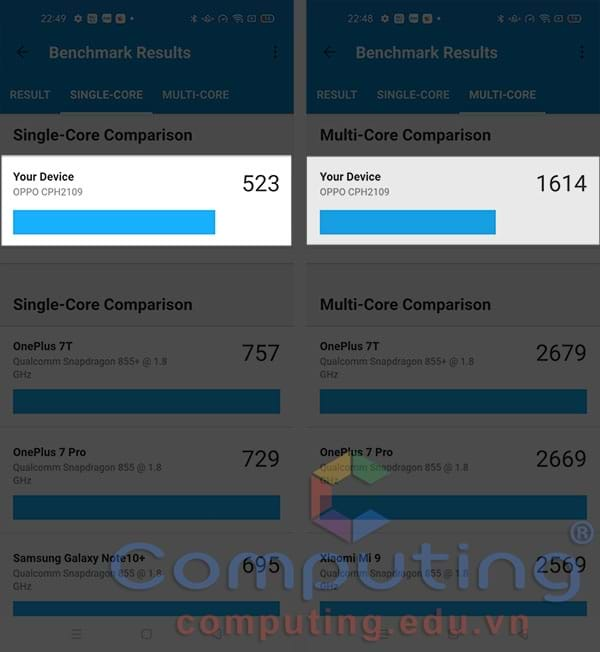 22:49
Benchmark Results
RESULT SINGLE-CORE MULTI-CORE
Single-Core Comparison
Your Device 523
OPPO CPH2109
Single-Core Comparison
OnePlus 7T 757
Qualcomm Snapdragon 855+ @ 1.8
GHz
OnePlus 7 Pro 729
Qualcomm Snapdragon 855 @ 1.8
GHz
Samsung Galaxy Note10+ 695
Qualcomm Snapdragon 855 @ 1.8
GHz
22:48
Benchmark Results
RESULT SINGLE-CORE MULTI-CORE
Multi-Core Comparison
Your Device 1614
OPPO CPH2109
Multi-Core Comparison
OnePlus 7T 2679
Qualcomm Snapdragon 855+ @ 1.8
GHz
OnePlus 7 Pro 2669
Qualcomm Snapdragon 855 @ 1.8
GHz
Xiaomi Mi 9 2569
Qualcomm Snapdragon 855 @ 1.8
GHz
Computing®
computing.edu.vn